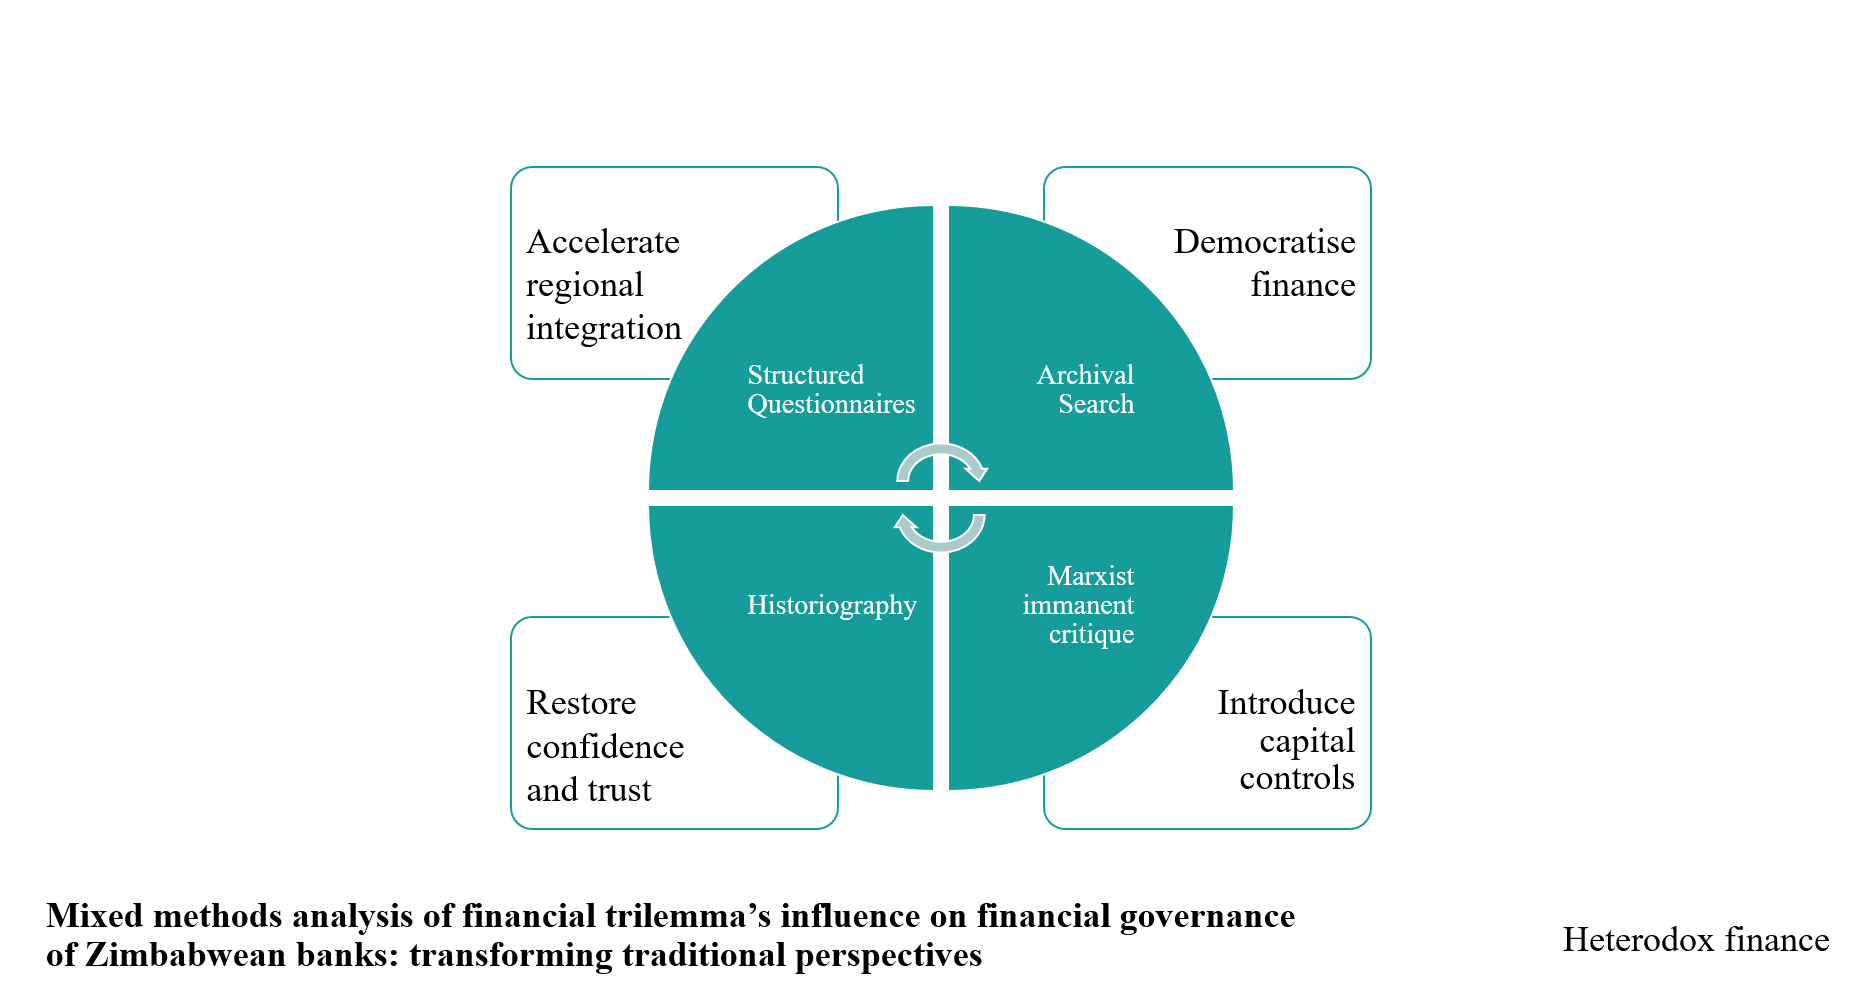 Accelerate
regional
integration
Democratise
finance
Structured
Questionnaires
Archival
Search
Historiography
Marxist
immanent
critique
Restore
confidence
and trust
Introduce
capital
controls
Mixed methods analysis of financial trilemma’s influence on financial governance
of Zimbabwean banks: transforming traditional perspectives
Heterodox finance